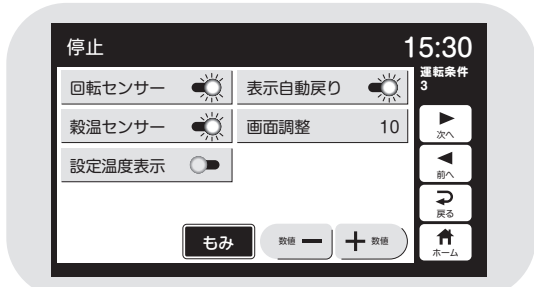 停止
15:30
回転センサー
表示自動戻り
運転条件
3
穀温センサー
画面調整 10
次へ
設定温度表示
前へ
戻る
もみ
数値 ー
＋ 数値
ホーム